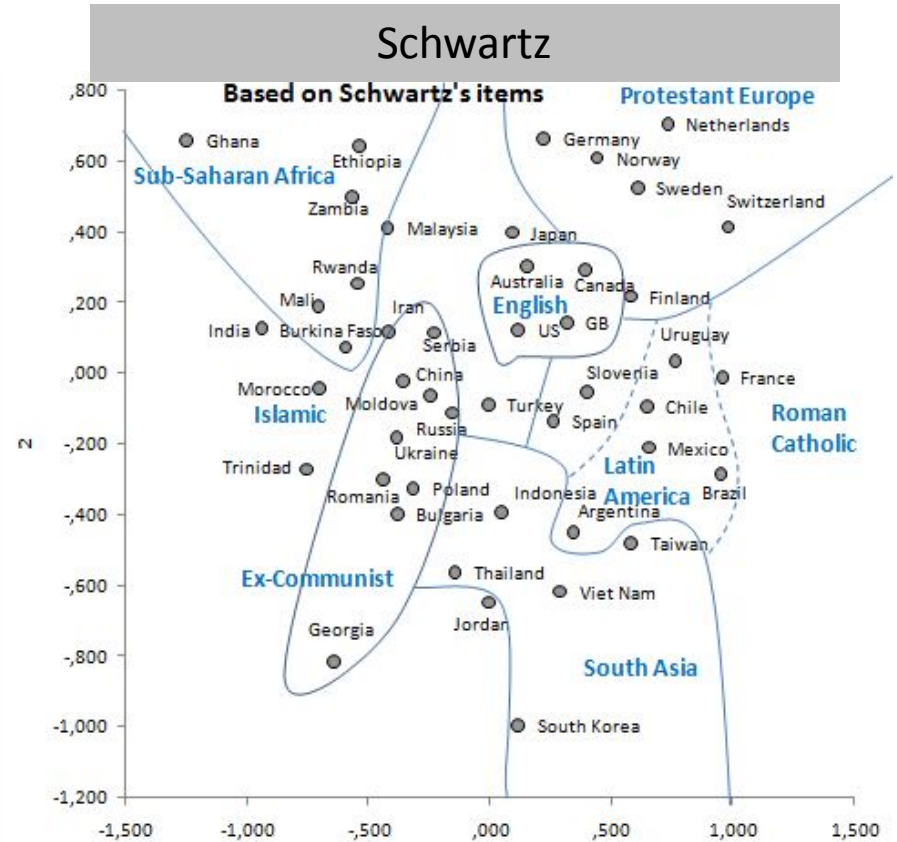 Schwartz
Based on Schwartz's items
Protestant Europe
,800
Ghana
Ethiopia
Germany
Netherlands
Norway
,600
Sub-Saharan Africa
Sweden
Zambia
Switzerland
,400
Malaysia
Japan
Rwanda
Australia
Canada
Finland
Mali
Iran
English
,200
India
Burkina Faso
Serbia
US
GB
Uruguay
,000
China
Slovenia
France
Morocco
Moldova
Turkey
Chile
Islamic
Russia
Spain
Roman
Catholic
2
-,200
Ukraine
Mexico
Trinidad
Latin
America
Romania
Poland
Indonesia
Brazil
-,400
Bulgaria
Argentina
Taiwan
Ex-Communist
Thailand
-,600
Viet Nam
Jordan
Georgia
South Asia
-,800
-1,000
South Korea
-1,200
-1,500
-1,000
-,500
,000
,500
1,000
1,500